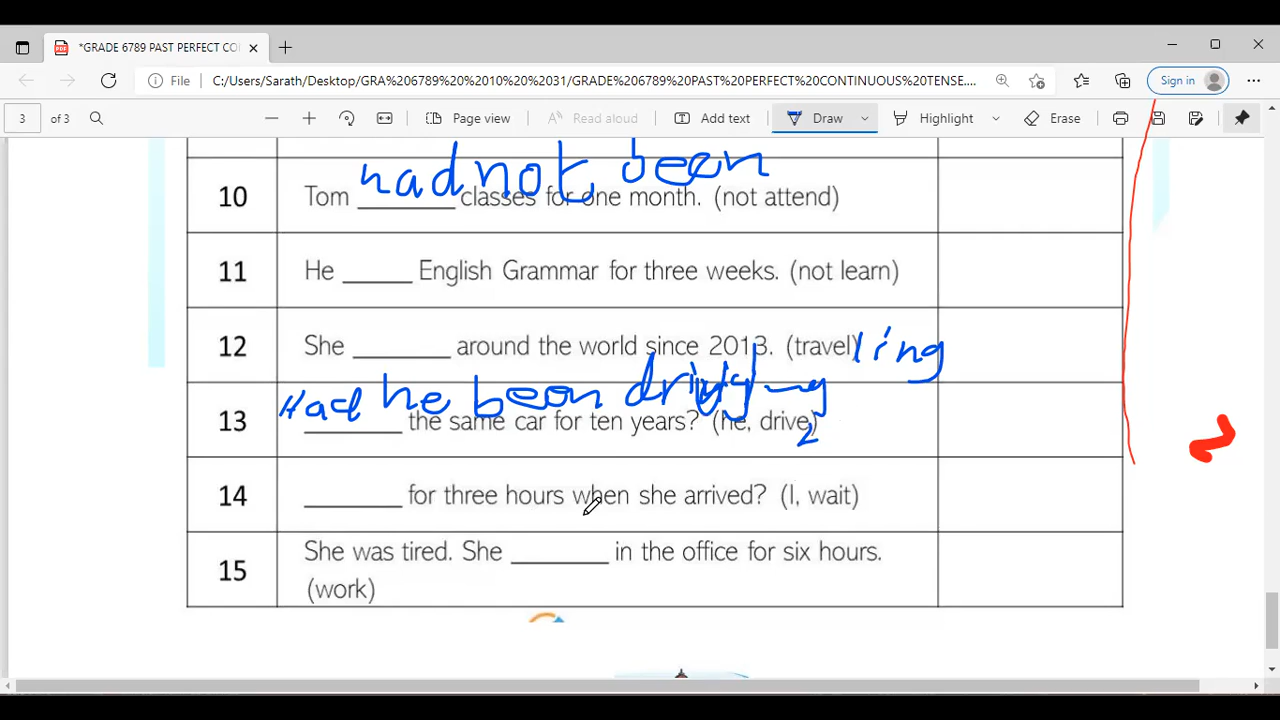 *GRADE 6789 PAST PERFECT CO
File C:/Users/Sarath/Desktop/GRA%206789%20%2010%20%2031/GRADE%206789%20PAST%20PERFECT%20CONTINUOUS%20TENSE.... Sign in
3 of 3 Page view Read aloud Add text Draw Highlight Erase
had not been
10 Tom ________ classes for one month. (not attend)
11 He _____ English Grammar for three weeks. (not learn)
12 She ________ around the world since 2013. (travel) ling
Had he been driving
13 ________ the same car for ten years? (he, drive)
14 ________ for three hours when she arrived? (I, wait)
15 She was tired. She ________ in the office for six hours.
(work)